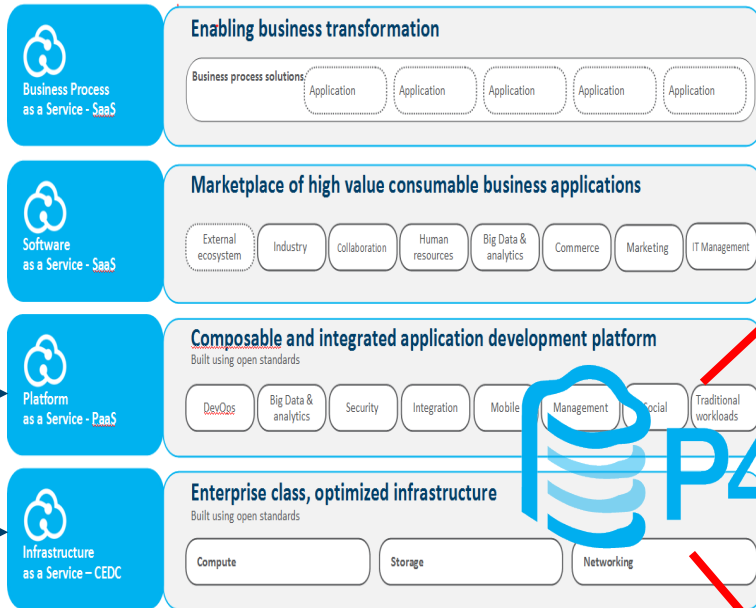 Enabling business transformation
Business Process
as a Service - SaaS
Business process solutions
Application
Application
Application
Application
Application
Marketplace of high value consumable business applications
Software
as a Service - SaaS
External
ecosystem
Industry
Collaboration
Human
resources
Big Data &
analytics
Commerce
Marketing
IT Management
Composable and integrated application development platform
Built using open standards
Platform
as a Service - PaaS
DevOps
Big Data &
analytics
Security
Integration
Mobile
Management
Social
Traditional
workloads
P4
Enterprise class, optimized infrastructure
Built using open standards
Infrastructure
as a Service – CEDC
Compute
Storage
Networking